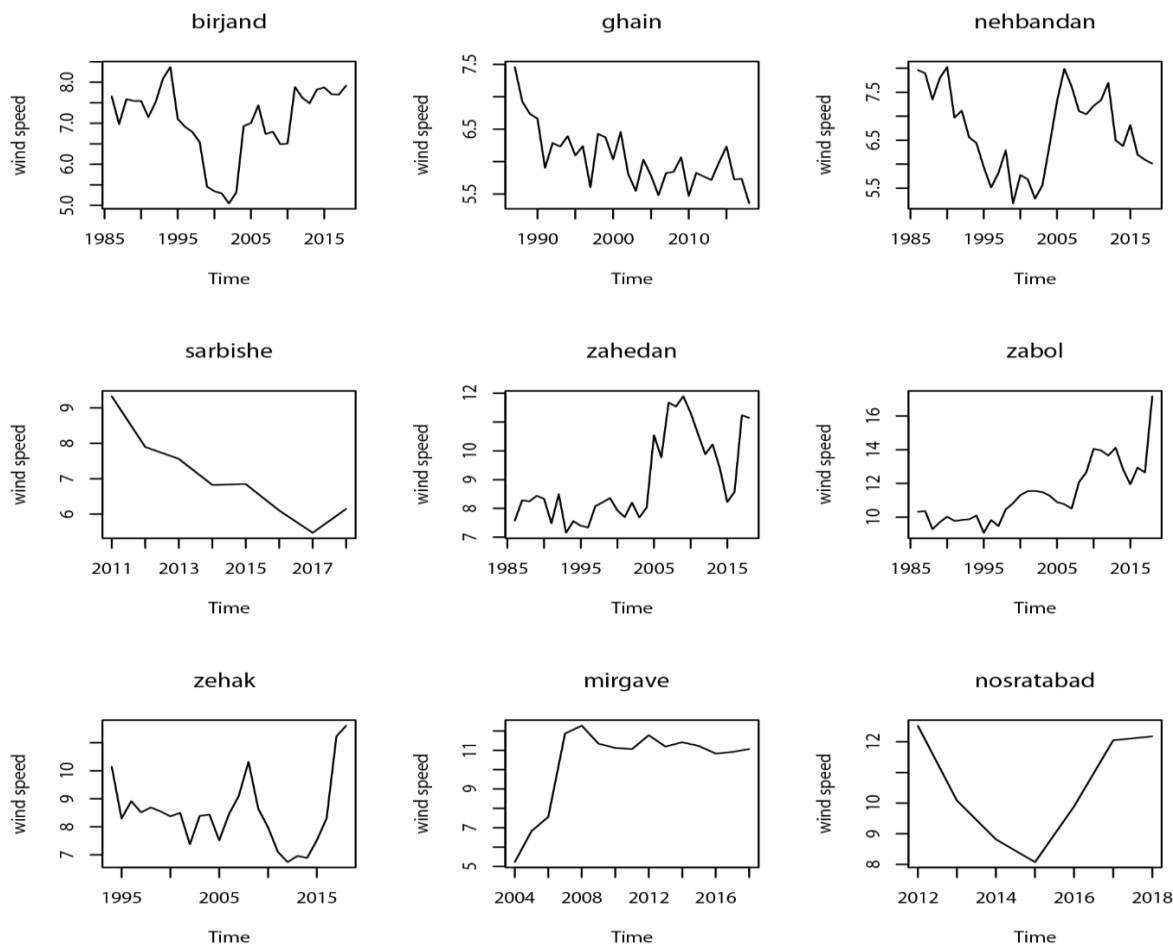 birjand
wind speed
5.0 6.0 7.0 8.0
1985 1995 2005 2015
Time
ghain
wind speed
5.5 6.5 7.5
1990 2000 2010
Time
nehbandan
wind speed
5.5 6.5 7.5
1985 1995 2005 2015
Time
sarbishe
wind speed
6 7 8 9
2011 2013 2015 2017
Time
zahedan
wind speed
7 8 9 10 12
1985 1995 2005 2015
Time
zabol
wind speed
10 12 14 16
1985 1995 2005 2015
Time
zehak
wind speed
7 8 9 10
1995 2005 2015
Time
mirgave
wind speed
5 7 9 11
2004 2008 2012 2016
Time
nosratabad
wind speed
8 9 10 12
2012 2014 2016 2018
Time